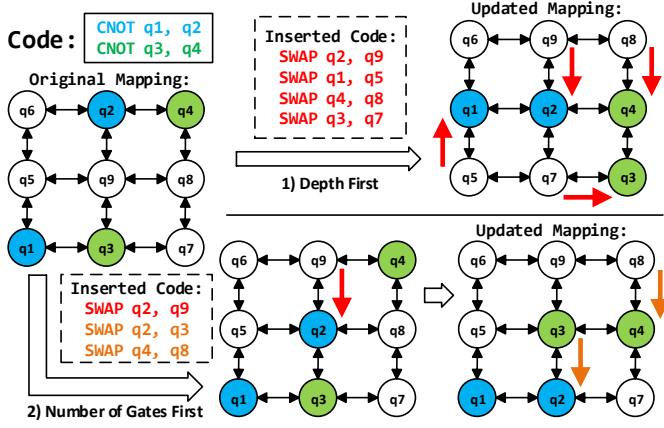 Code:
CNOT q1, q2
CNOT q3, q4
Original Mapping:
q6
q2
q4
q5
q9
q8
q1
q3
q7
Inserted Code:
SWAP q2, q9
SWAP q1, q5
SWAP q4, q8
SWAP q3, q7
1) Depth First
Updated Mapping:
q6
q9
q8
q1
q2
q4
q5
q7
q3
Inserted Code:
SWAP q2, q9
SWAP q2, q3
SWAP q4, q8
2) Number of Gates First
q6
q9
q4
q5
q2
q8
q1
q3
q7
Updated Mapping:
q6
q9
q8
q5
q3
q4
q1
q2
q7